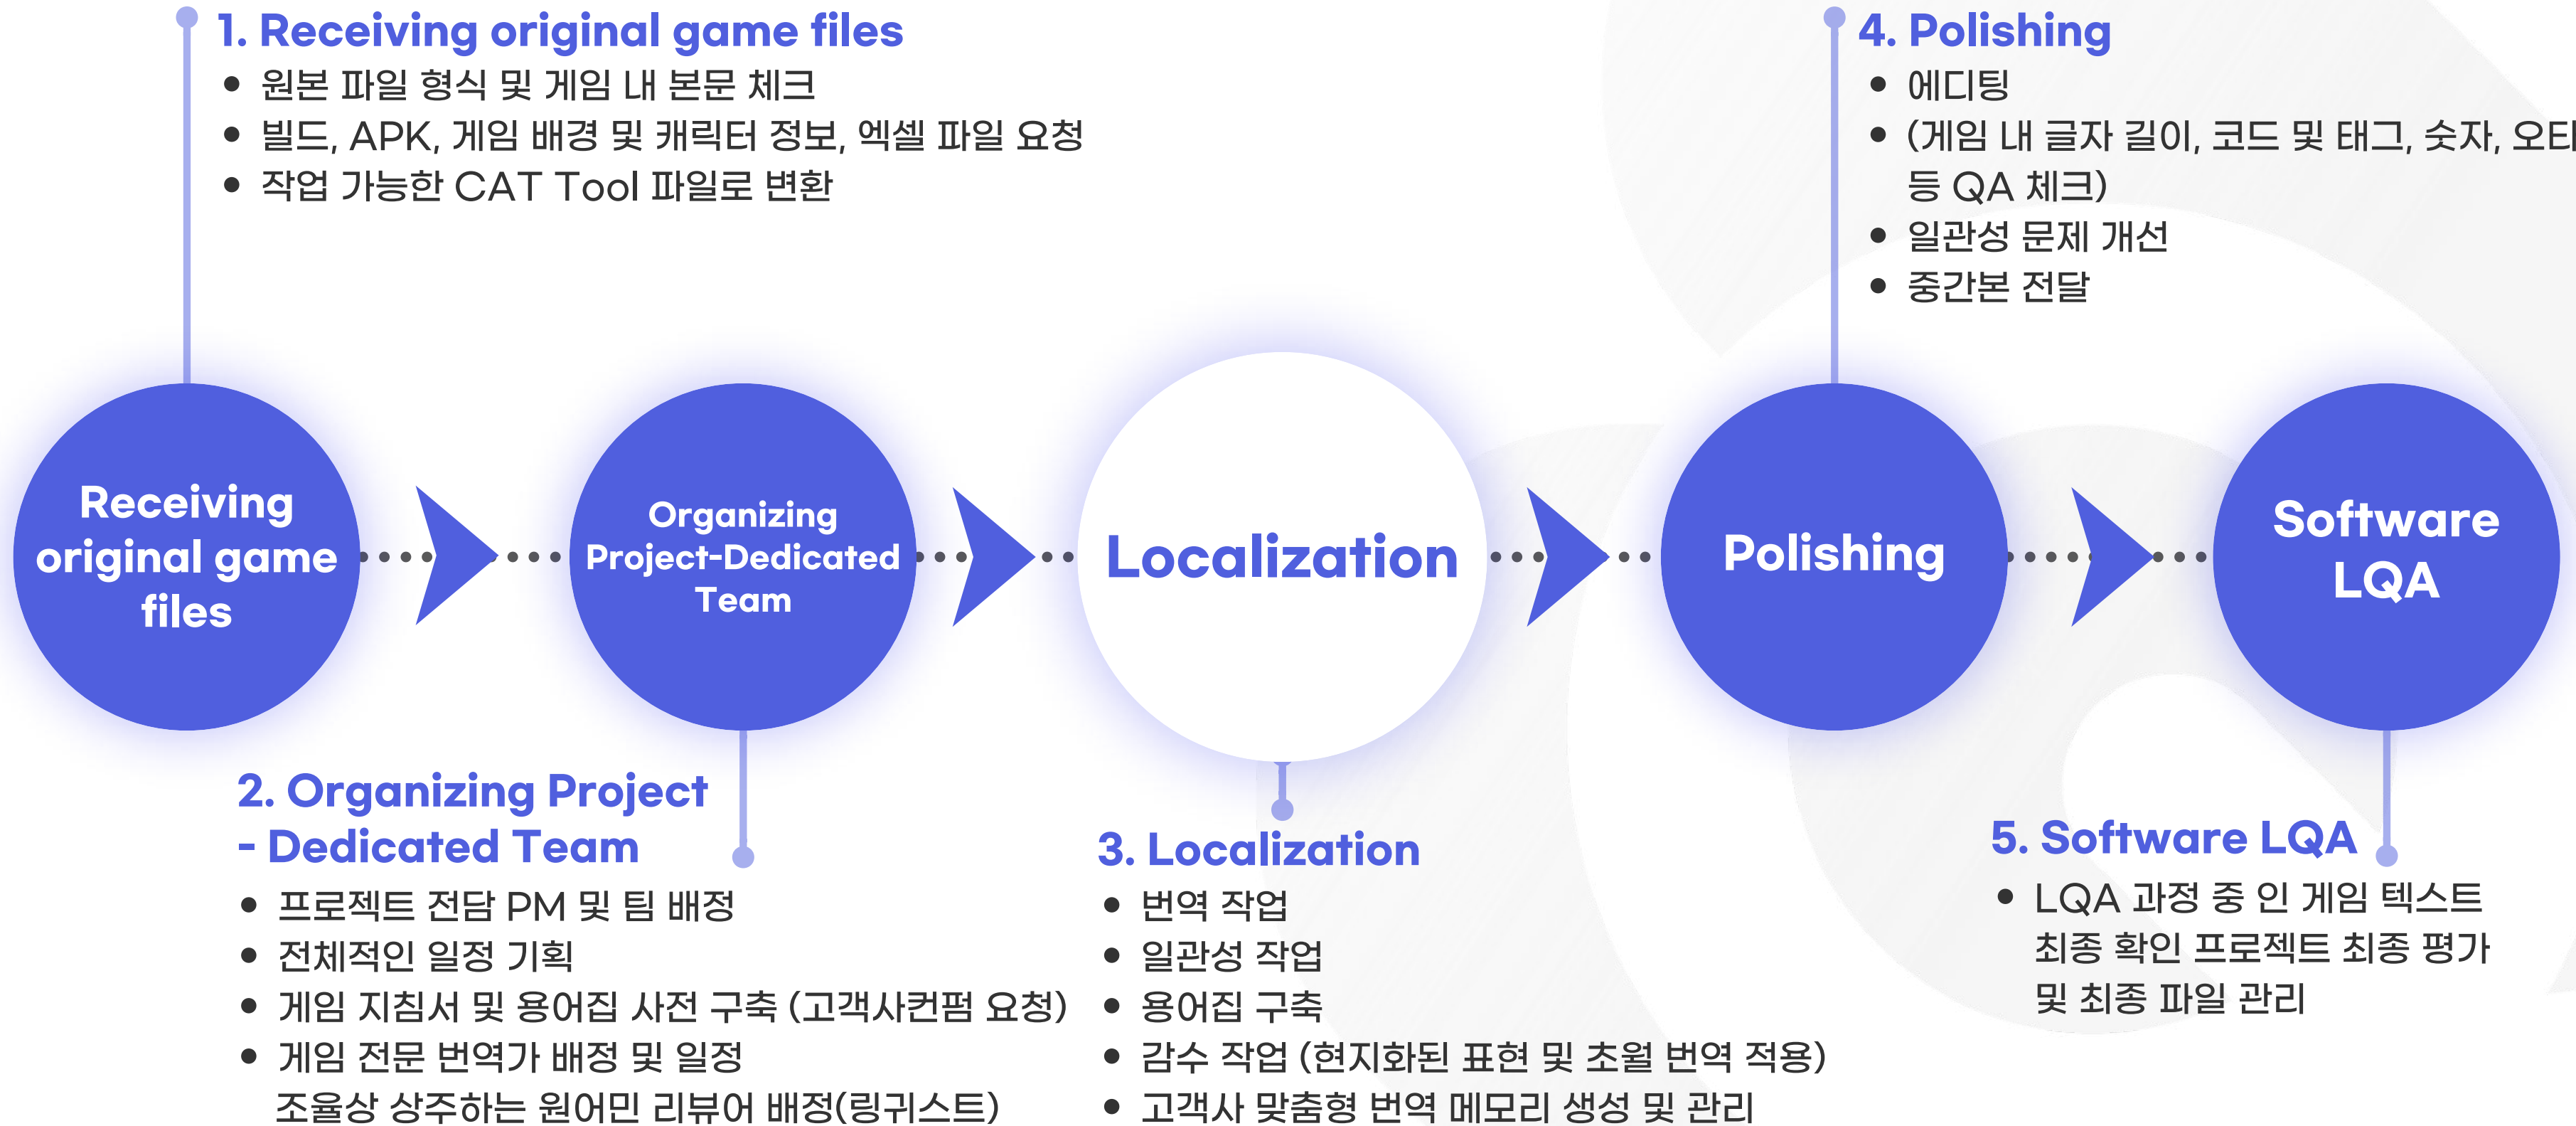 1. Receiving original game files
• 원본 파일 형식 및 게임 내 본문 체크
• 빌드, APK, 게임 배경 및 캐릭터 정보, 엑셀 파일 요청
• 작업 가능한 CAT Tool 파일로 변환
4. Polishing
• 에디팅
• (게임 내 글자 길이, 코드 및 태그, 숫자, 오타
등 QA 체크)
• 일관성 문제 개선
• 중간본 전달
Receiving
original game
files
Organizing
Project-Dedicated
Team
Localization
Polishing
Software
LQA
2. Organizing Project
- Dedicated Team
• 프로젝트 전담 PM 및 팀 배정
• 전체적인 일정 기획
• 게임 지침서 및 용어집 사전 구축 (고객사컨펌 요청)
• 게임 전문 번역가 배정 및 일정
조율상 상주하는 원어민 리뷰어 배정(링귀스트)
3. Localization
• 번역 작업
• 일관성 작업
• 용어집 구축
• 감수 작업 (현지화된 표현 및 초월 번역 적용)
• 고객사 맞춤형 번역 메모리 생성 및 관리
5. Software LQA
• LQA 과정 중 인 게임 텍스트
최종 확인 프로젝트 최종 평가
및 최종 파일 관리